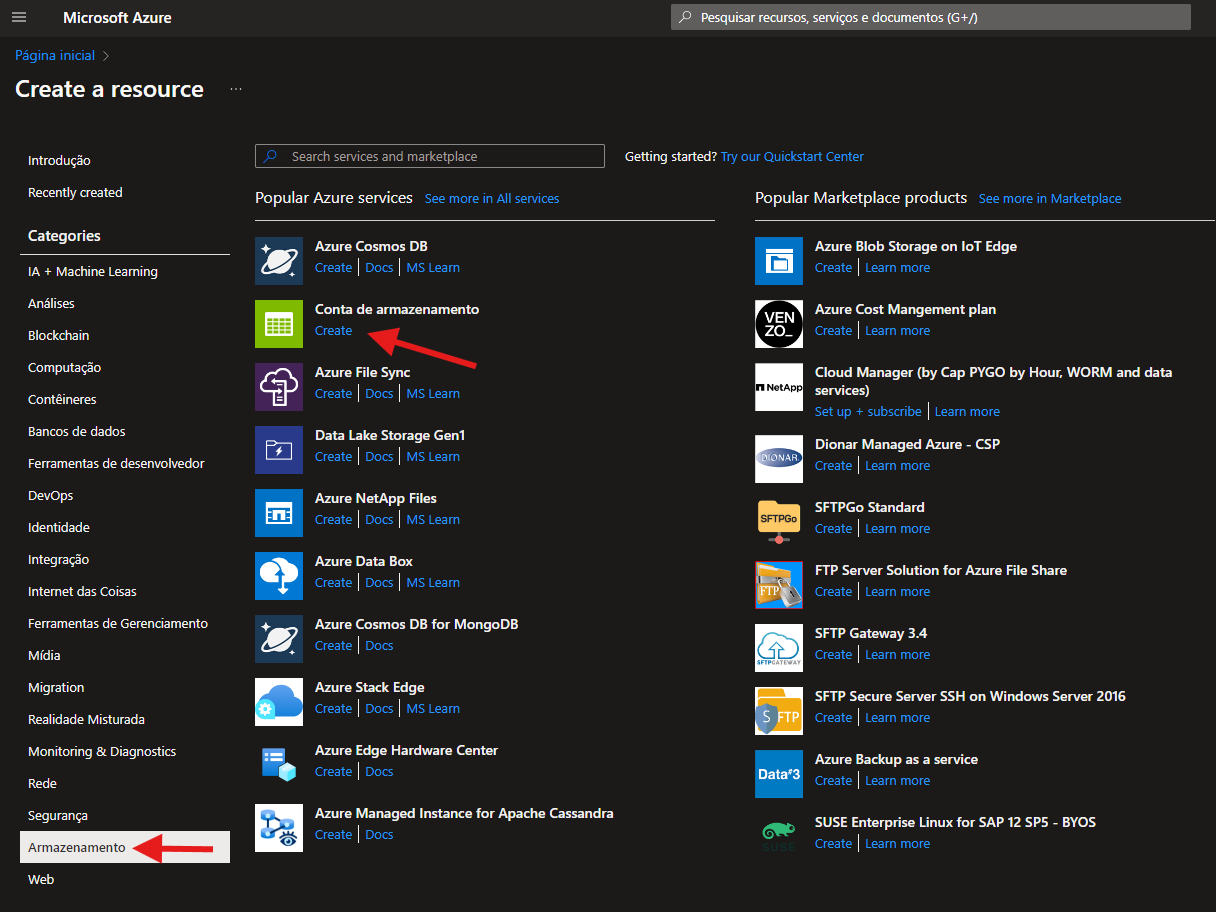 Microsoft Azure
Pesquisar recursos, serviços e documentos (G+/)
Página inicial
Create a resource
...
Introdução
Recently created
Categories
IA + Machine Learning
Análises
Blockchain
Computação
Contêineres
Bancos de dados
Ferramentas de desenvolvedor
DevOps
Identidade
Integração
Internet das Coisas
Ferramentas de Gerenciamento
Mídia
Migration
Realidade Misturada
Monitoring & Diagnostics
Rede
Segurança
Armazenamento
Web
Search services and marketplace
Getting started? Try our Quickstart Center
Popular Azure services See more in All services
Azure Cosmos DB
Create | Docs | MS Learn
Conta de armazenamento
Create
Azure File Sync
Create | Docs | MS Learn
Data Lake Storage Gen1
Create | Docs | MS Learn
Azure NetApp Files
Create | Docs | MS Learn
Azure Data Box
Create | Docs | MS Learn
Azure Cosmos DB for MongoDB
Create | Docs
Azure Stack Edge
Create | Docs | MS Learn
Azure Edge Hardware Center
Create | Docs
Azure Managed Instance for Apache Cassandra
Create | Docs
Popular Marketplace products See more in Marketplace
Azure Blob Storage on IoT Edge
Create | Learn more
VEN
ZO_
Azure Cost Mangement plan
Create | Learn more
NetApp
Cloud Manager (by Cap PYGO by Hour, WORM and data
services)
Set up + subscribe | Learn more
DIONAR
Dionar Managed Azure - CSP
Create | Learn more
SFTPGo
SFTPGo Standard
Create | Learn more
FTP
FTP Server Solution for Azure File Share
Create | Learn more
SFTPGATEWAY
SFTP Gateway 3.4
Create | Learn more
S FTP
SFTP Secure Server SSH on Windows Server 2016
Create | Learn more
Data#3
Azure Backup as a service
Create | Learn more
SUSE
SUSE Enterprise Linux for SAP 12 SP5 - BYOS
Create | Learn more